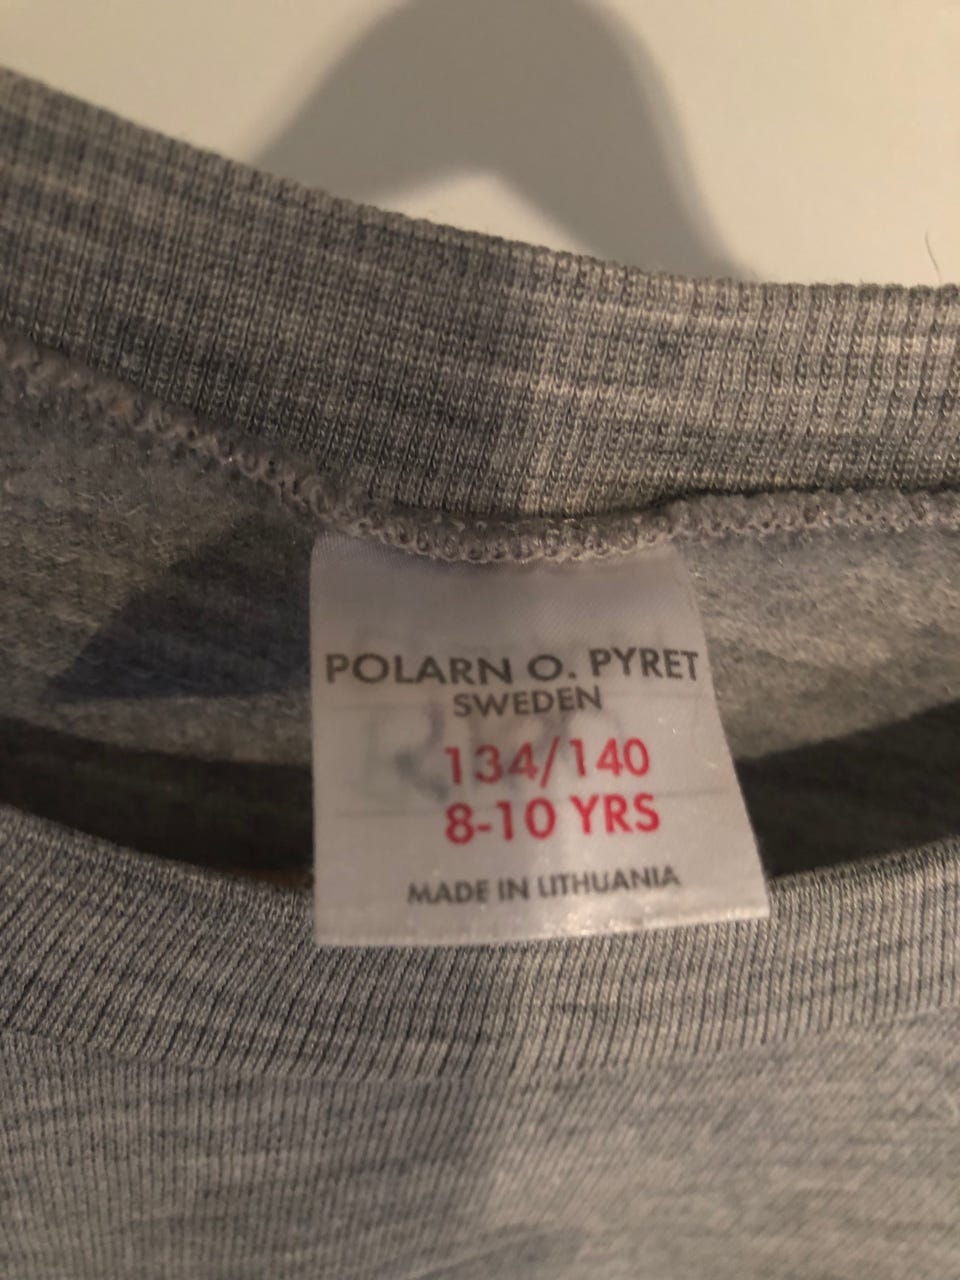 POLARN O. PYRET
SWEDEN
134/140
8-10 YRS
MADE IN LITHUANIA